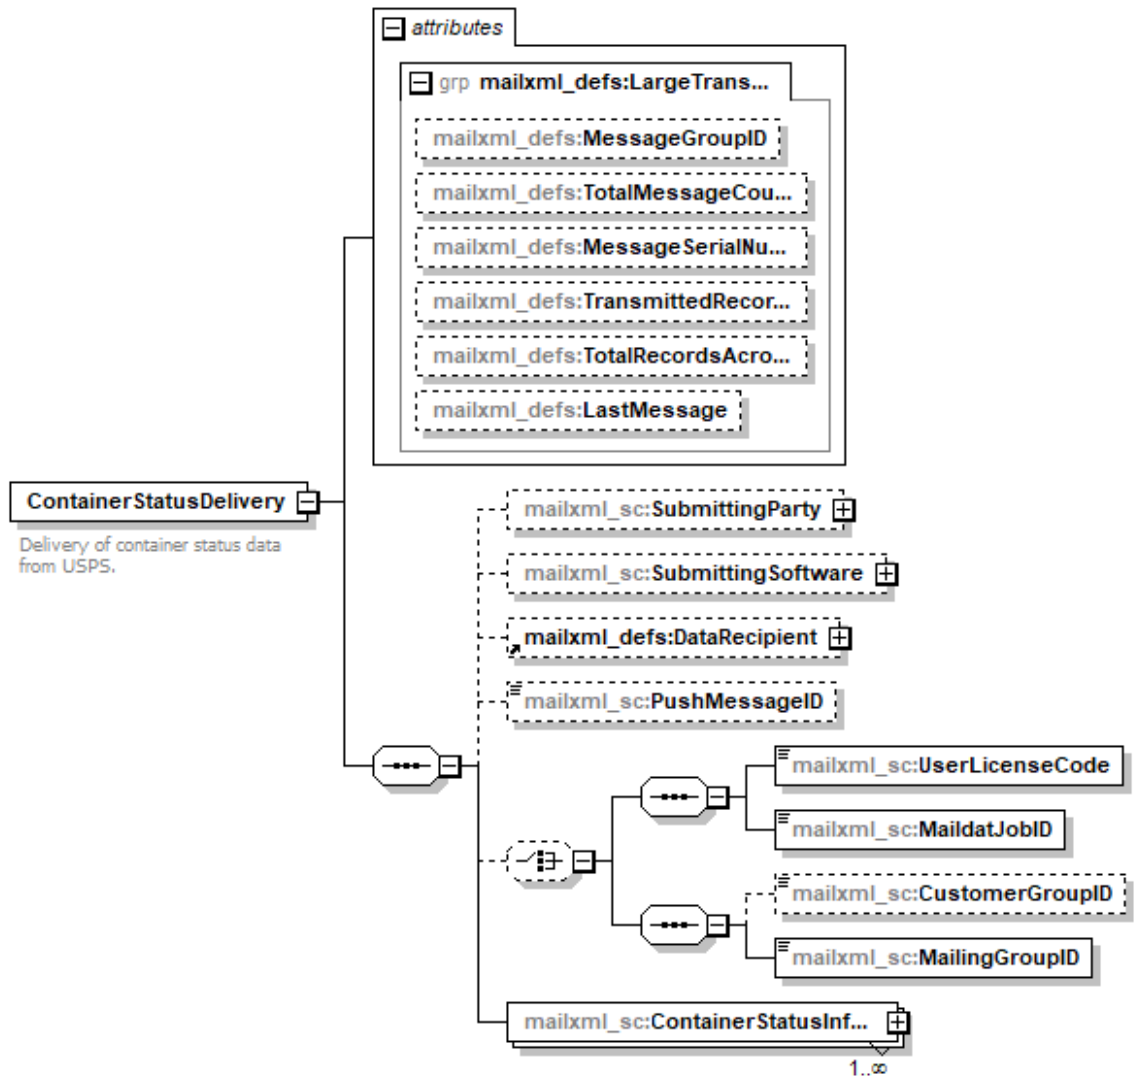 attributes
grp mailxml_defs:LargeTrans...
mailxml_defs:MessageGroupID
mailxml_defs:TotalMessageCou...
mailxml_defs:MessageSerialNu...
mailxml_defs:TransmittedRecor...
mailxml_defs:TotalRecordsAcro...
mailxml_defs:LastMessage
ContainerStatusDelivery
Delivery of container status data
from USPS.
mailxml_sc:SubmittingParty
mailxml_sc:SubmittingSoftware
mailxml_defs:DataRecipient
mailxml_sc:PushMessageID
mailxml_sc:UserLicenseCode
mailxml_sc:MaildatJobID
mailxml_sc:CustomerGroupID
mailxml_sc:MailingGroupID
mailxml_sc:ContainerStatusInf...
1..∞